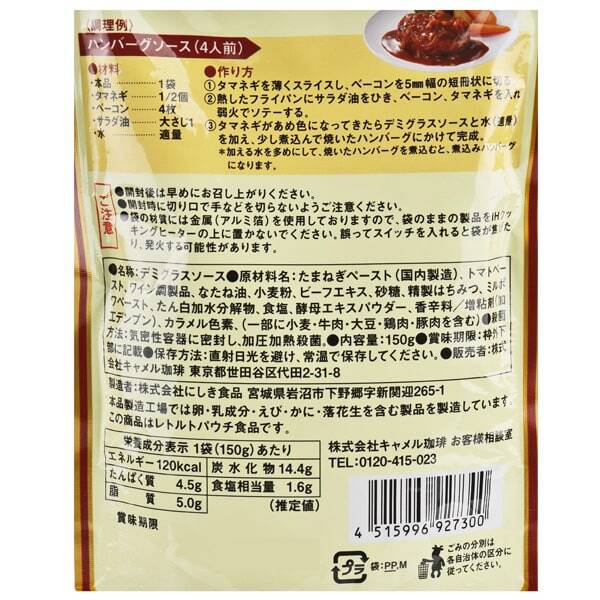 〈調理例〉
ハンバーグソース(4人前)
●材料
・本品 1袋
・タマネギ 1/2個
・ベーコン 4枚
・サラダ油 大さじ1
・水 適量
●作り方
①タマネギを薄くスライスし、ベーコンを5mm幅の短冊状に切る。
②熱したフライパンにサラダ油をひき、ベーコン、タマネギを入れ
弱火でソテーする。
③タマネギがあめ色になってきたらデミグラスソースと水(適量)
を加え、少し煮込んで焼いたハンバーグにかけて完成。
*加える水を多めにして、焼いたハンバーグを煮込むと、煮込みハンバーグ
になります。
ご注意
●開封後は早めにお召し上がりください。
●開封時に切り口で手などを切らないようご注意ください。
●袋の材質には金属(アルミ箔)を使用しておりますので、袋のままの製品をIHクッ
キングヒーターの上に置かないでください。誤ってスイッチを入れると袋が焦げた
り、発火する可能性があります。
●名称:デミグラスソース●原材料名:たまねぎペースト(国内製造)、トマトペー
スト、ワイン調製品、なたね油、小麦粉、ビーフエキス、砂糖、精製はちみつ、ミルポ
ワペースト、たん白加水分解物、食塩、酵母エキスパウダー、香辛料/増粘剤(加
工デンプン)、カラメル色素、(一部に小麦・牛肉・大豆・鶏肉・豚肉を含む)●殺菌
方法:気密性容器に密封し、加圧加熱殺菌。●内容量:150g●賞味期限:枠外下
部に記載●保存方法:直射日光を避け、常温で保存してください。●販売者:株式
会社キャメル珈琲 東京都世田谷区代田2-31-8
製造者:株式会社にしき食品 宮城県岩沼市下野郷字新関迎265-1
本品製造工場では卵・乳成分・えび・かに・落花生を含む製品を製造しています。
この商品はレトルトパウチ食品です。
栄養成分表示 1袋(150g)あたり
エネルギー 120kcal 炭水化物 14.4g
たんぱく質 4.5g 食塩相当量 1.6g
脂質 5.0g (推定値)
賞味期限
株式会社キャメル珈琲 お客様相談室
TEL:0120-415-023
4 515996 927300
プラ
袋:PP,M
ごみの分別は
各自治体の区分に
従ってください。